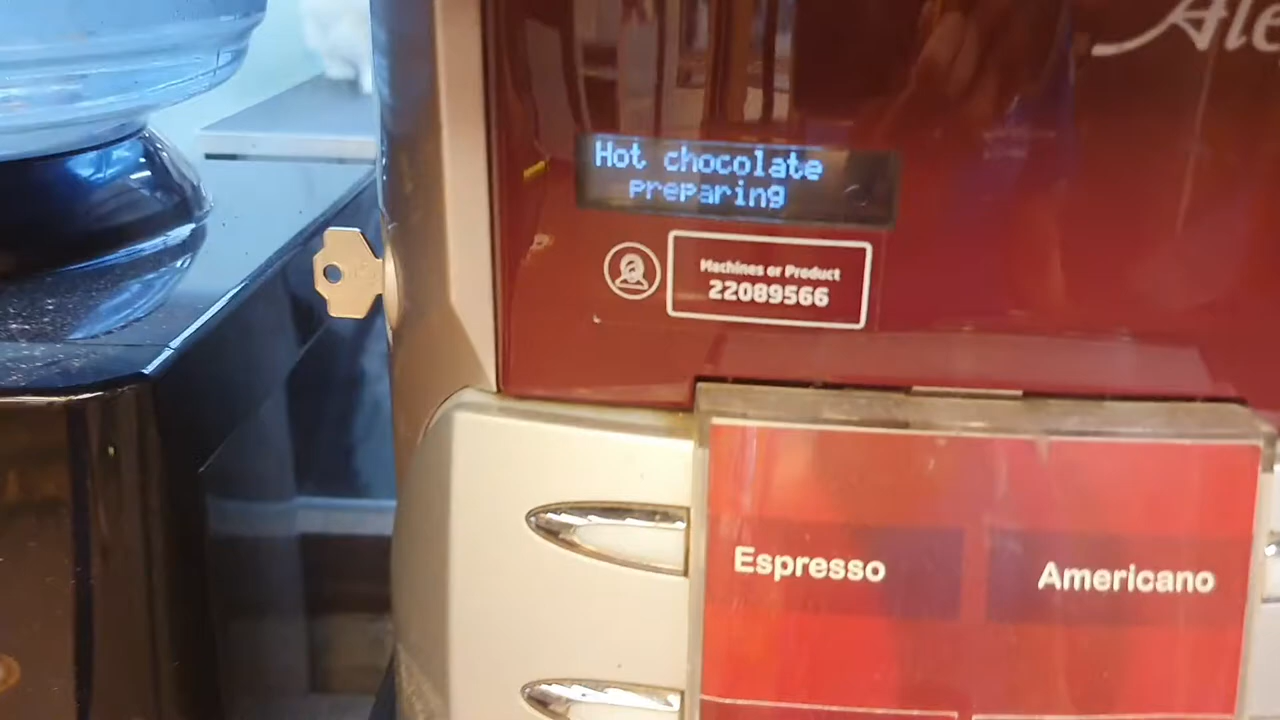 Hot chocolate
preparing
Machines or Product
22089566
Espresso
Americano